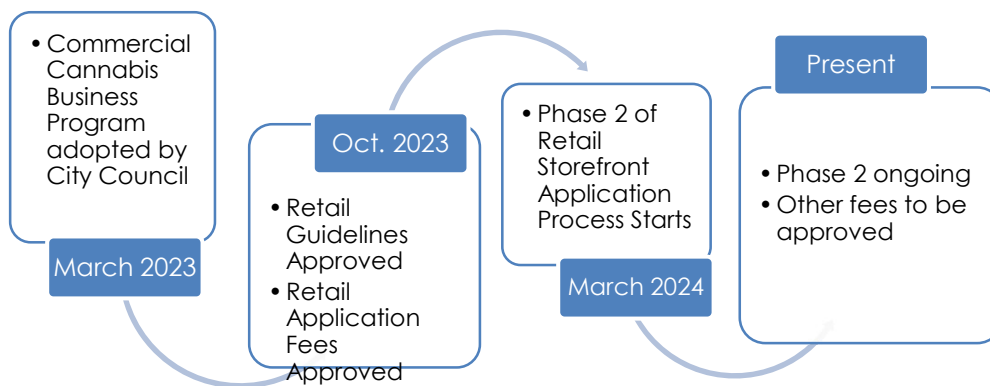 • Commercial
Cannabis
Business
Program
adopted by
City Council
March 2023
Oct. 2023
• Retail
Guidelines
Approved
• Retail
Application
Fees
Approved
• Phase 2 of
Retail
Storefront
Application
Process Starts
March 2024
Present
• Phase 2 ongoing
• Other fees to be
approved